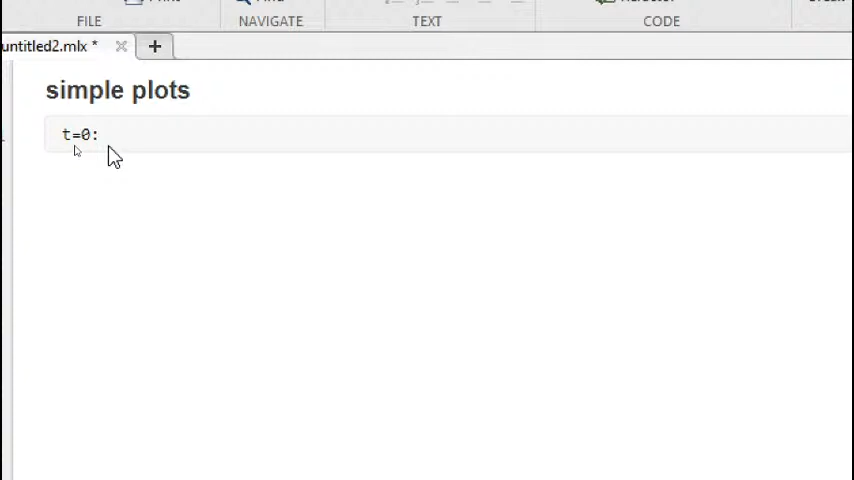 FILE NAVIGATE TEXT CODE
untitled2.mlx *
simple plots
t=0: